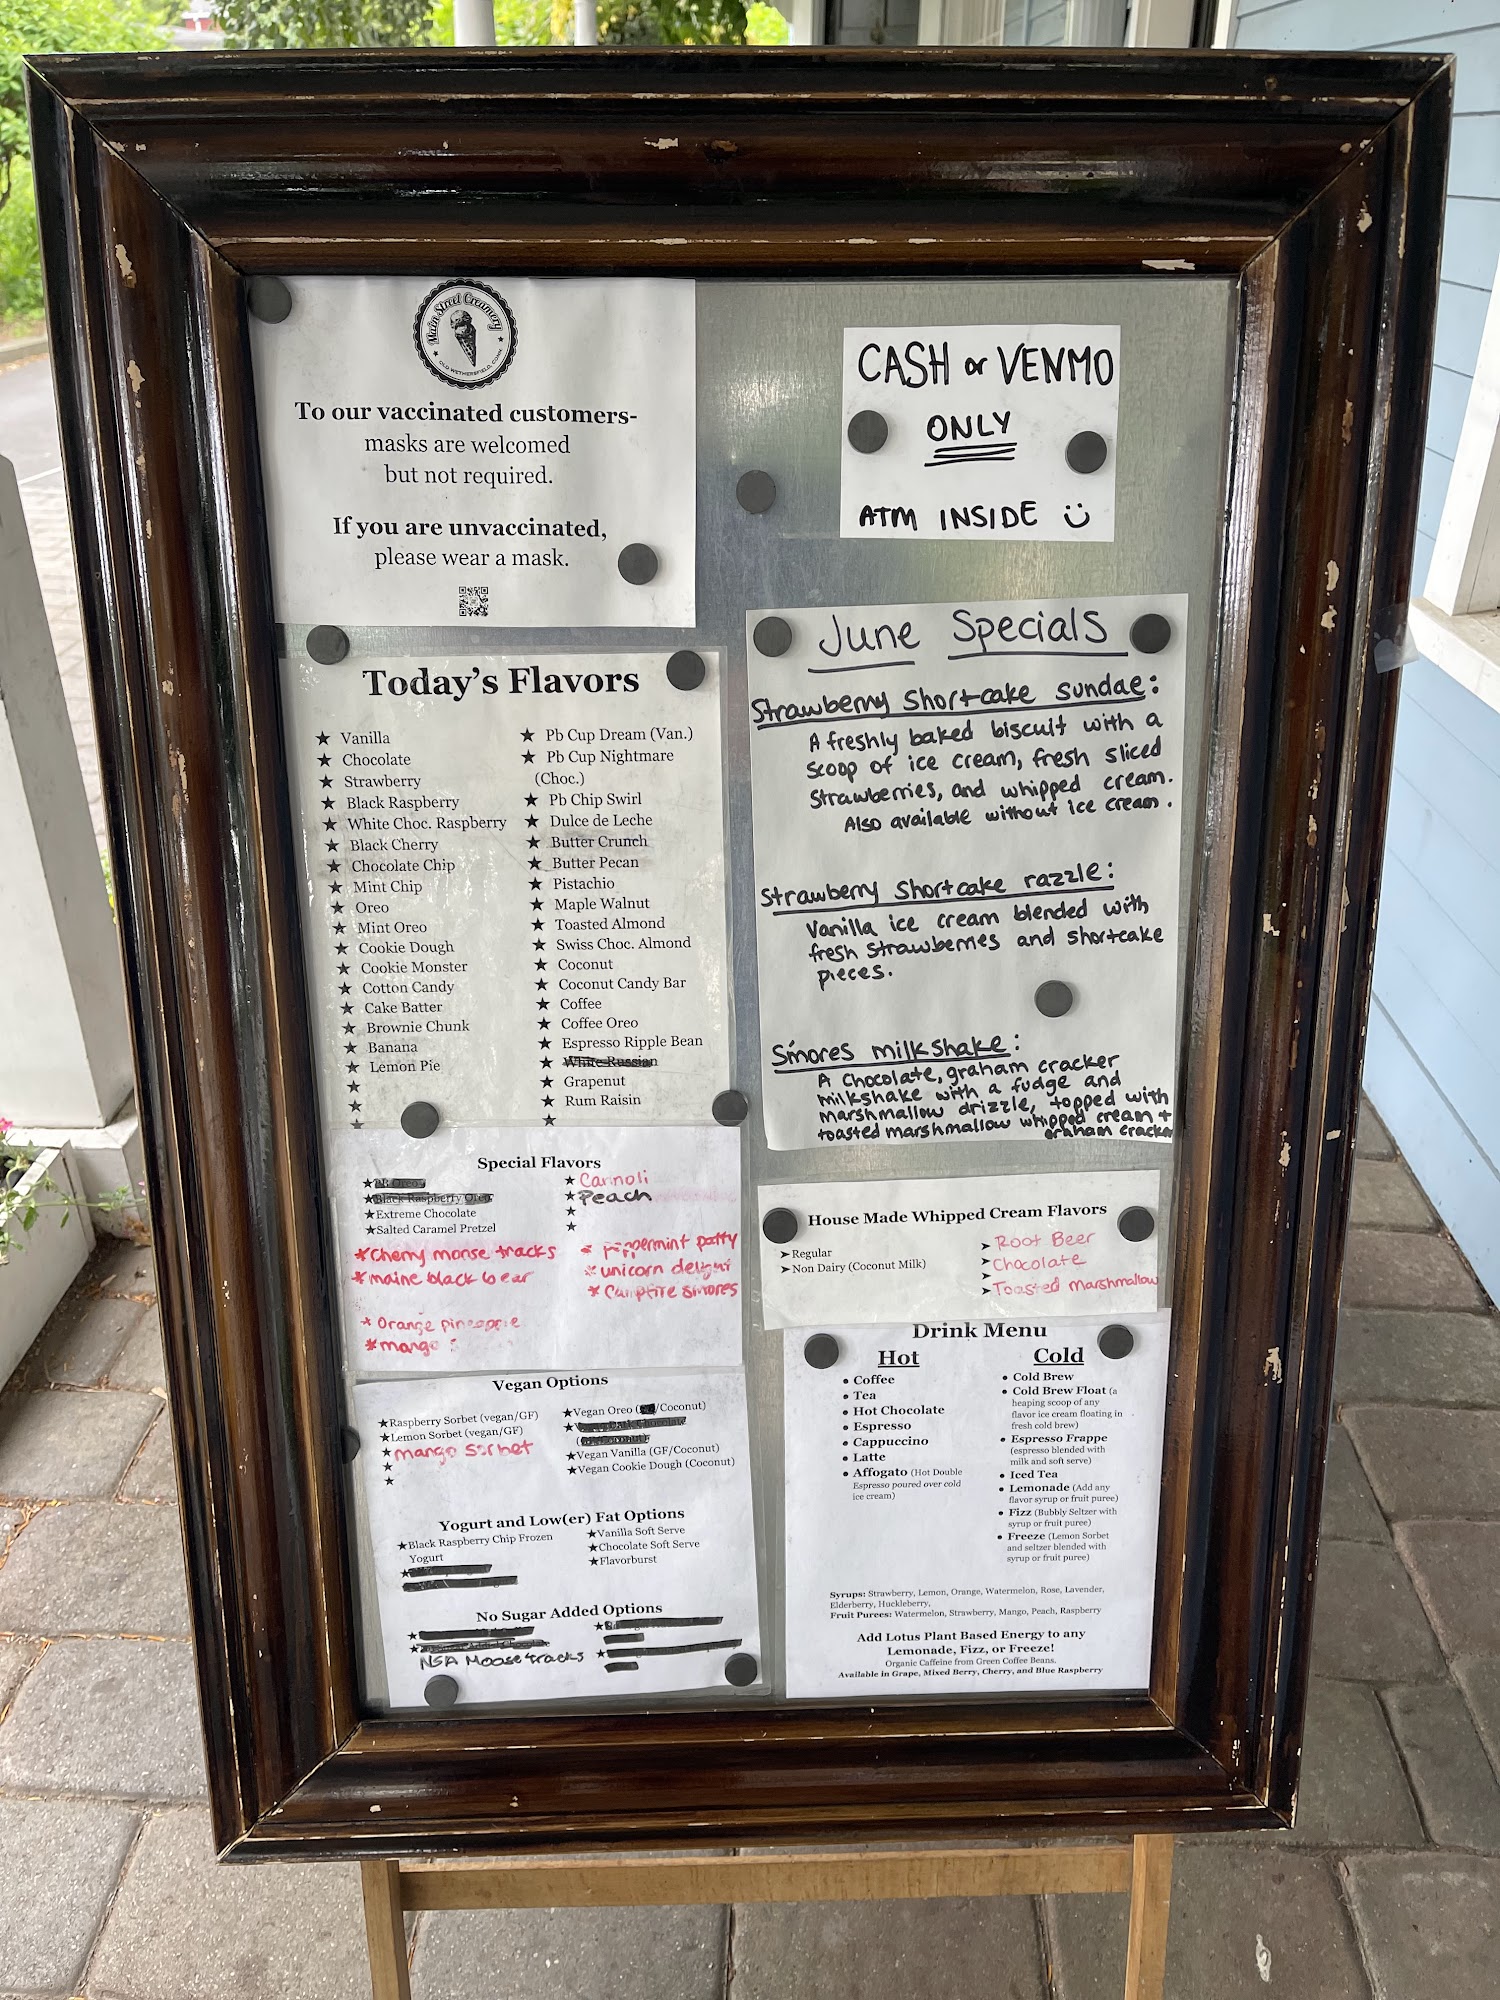 Main Street Creamery
OLD WETHERSFIELD, CONN
To our vaccinated customers-
masks are welcomed
but not required.
If you are unvaccinated,
please wear a mask.
CASH or VENMO
ONLY
ATM INSIDE
Today's Flavors
Vanilla
Chocolate
Strawberry
Black Raspberry
White Choc. Raspberry
Black Cherry
Chocolate Chip
Mint Chip
Oreo
Mint Oreo
Cookie Dough
Cookie Monster
Cotton Candy
Cake Batter
Brownie Chunk
Banana
Lemon Pie
Pb Cup Dream (Van.)
Pb Cup Nightmare
(Choc.)
Pb Chip Swirl
Dulce de Leche
Butter Crunch
Butter Pecan
Pistachio
Maple Walnut
Toasted Almond
Swiss Choc. Almond
Coconut
Coconut Candy Bar
Coffee
Coffee Oreo
Espresso Ripple Bean
White Russian
Grapenut
Rum Raisin
Special Flavors
PB Oreo
Black Raspberry Oreo
Extreme Chocolate
Salted Caramel Pretzel
Cherry moose tracks
maine black bear
Orange pineapple
mango
Cannoli
Peach
peppermint patty
unicorn delight
Campfire smores
Vegan Options
Raspberry Sorbet (vegan/GF)
Lemon Sorbet (vegan/GF)
mango sorbet
Vegan Oreo ( /Coconut)
Vegan Dark Chocolate
Vegan Vanilla (GF/Coconut)
Vegan Cookie Dough (Coconut)
Yogurt and Low(er) Fat Options
Black Raspberry Chip Frozen
Yogurt
Vanilla Soft Serve
Chocolate Soft Serve
Flavorburst
No Sugar Added Options
NSA Moose tracks
June Specials
Strawberry Shortcake Sundae:
A freshly baked biscuit with a
scoop of ice cream, fresh sliced
Strawberries, and whipped cream.
Also available without ice cream.
Strawberry Shortcake razzle:
Vanilla ice cream blended with
fresh strawberries and shortcake
pieces.
S'mores milkshake:
A Chocolate, graham cracker
milkshake with a fudge and
marshmallow drizzle, topped with
toasted marshmallow whipped cream +
graham cracker
House Made Whipped Cream Flavors
Regular
Non Dairy (Coconut Milk)
Root Beer
Chocolate
Toasted marshmallow
Drink Menu
Hot
Coffee
Tea
Hot Chocolate
Espresso
Cappuccino
Latte
Affogato (Hot Double
Espresso poured over cold
ice cream)
Cold
Cold Brew
Cold Brew Float (a
heaping scoop of any
flavor ice cream floating in
fresh cold brew)
Espresso Frappe
(espresso blended with
milk and soft serve)
Iced Tea
Lemonade (Add any
flavor syrup or fruit puree)
Fizz (Bubbly Seltzer with
syrup or fruit puree)
Freeze (Lemon Sorbet
and seltzer blended with
syrup or fruit puree)
Syrups: Strawberry, Lemon, Orange, Watermelon, Rose, Lavender,
Elderberry, Huckleberry,
Fruit Purees: Watermelon, Strawberry, Mango, Peach, Raspberry
Add Lotus Plant Based Energy to any
Lemonade, Fizz, or Freeze!
Organic Caffeine from Green Coffee Beans.
Available in Grape, Mixed Berry, Cherry, and Blue Raspberry